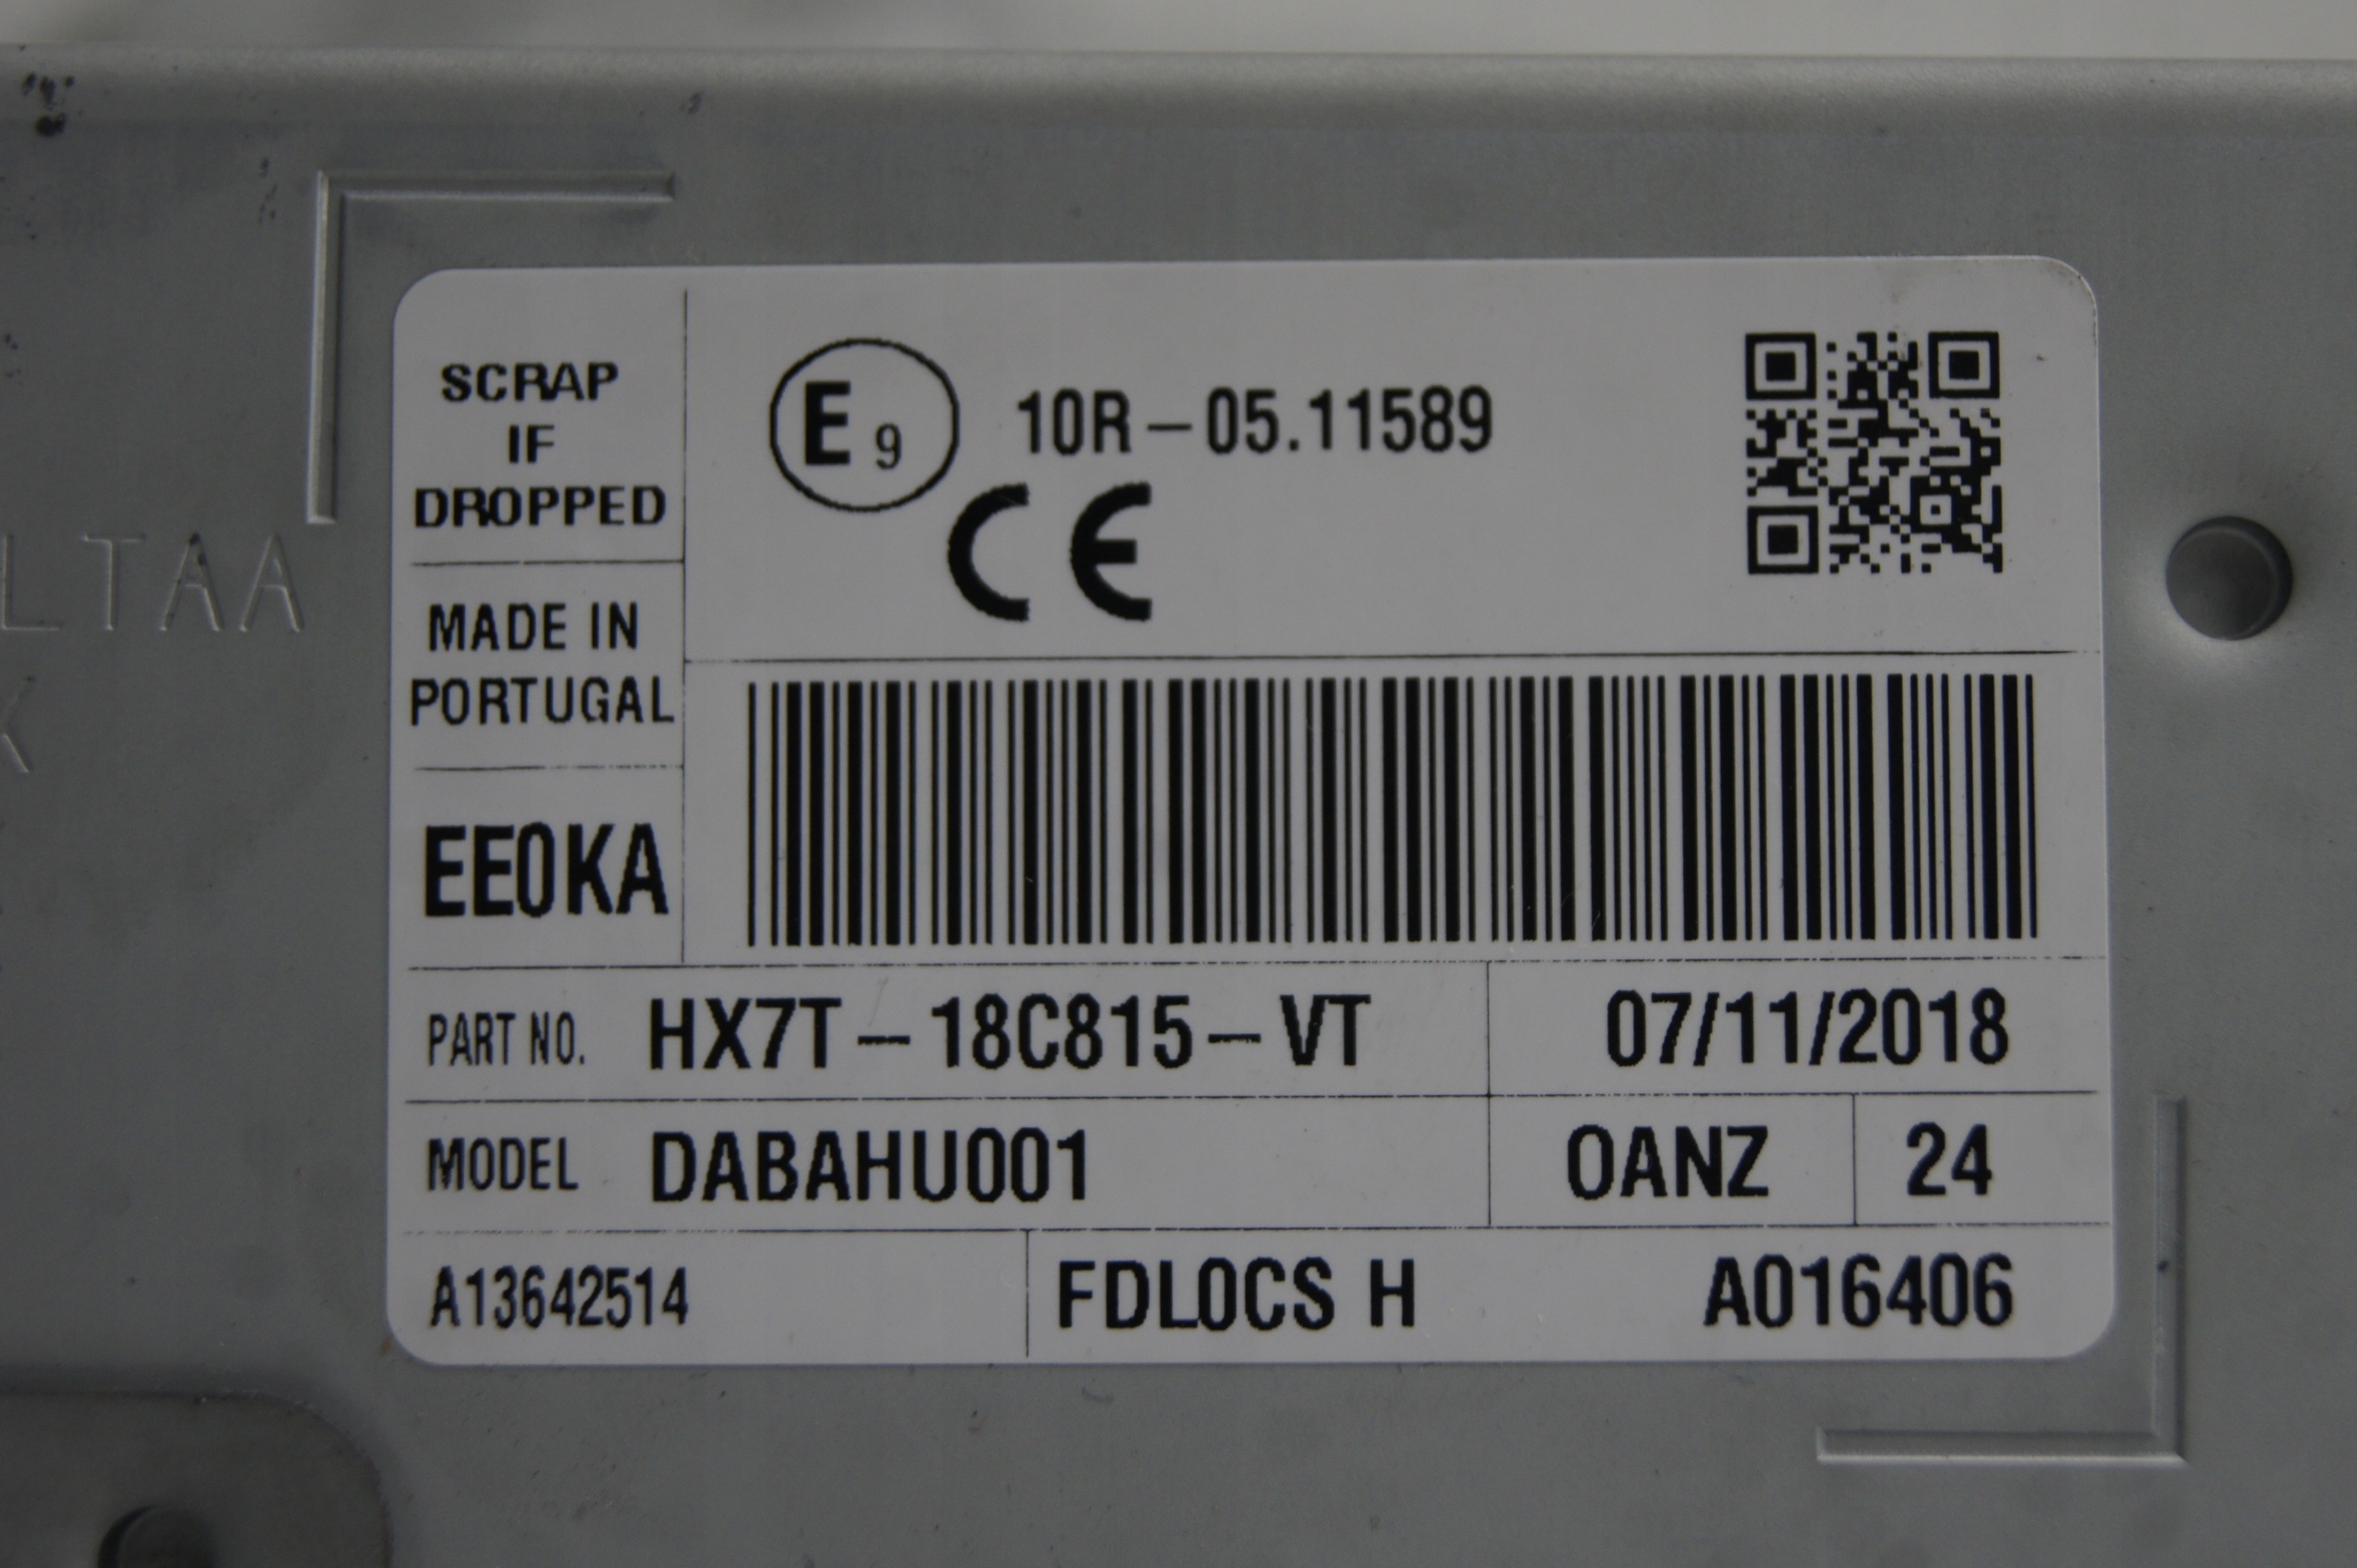 SCRAP
IF
DROPPED
E9 10R-05.11589
CE
LTAA
MADE IN
PORTUGAL
EE0KA
PART NO. HX7T-18C815-VT 07/11/2018
MODEL DABAHU001 OANZ 24
A13642514 FDLOCS H A016406